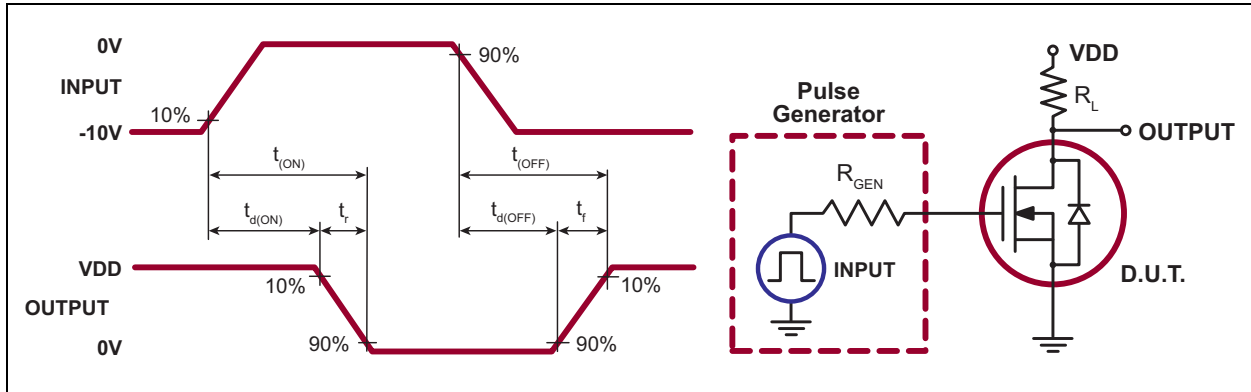 0V
INPUT
-10V
10%
90%
t(ON)
t(OFF)
td(ON)
tr
td(OFF)
tf
VDD
OUTPUT
0V
10%
90%
10%
90%
Pulse
Generator
RGEN
INPUT
VDD
RL
OUTPUT
D.U.T.